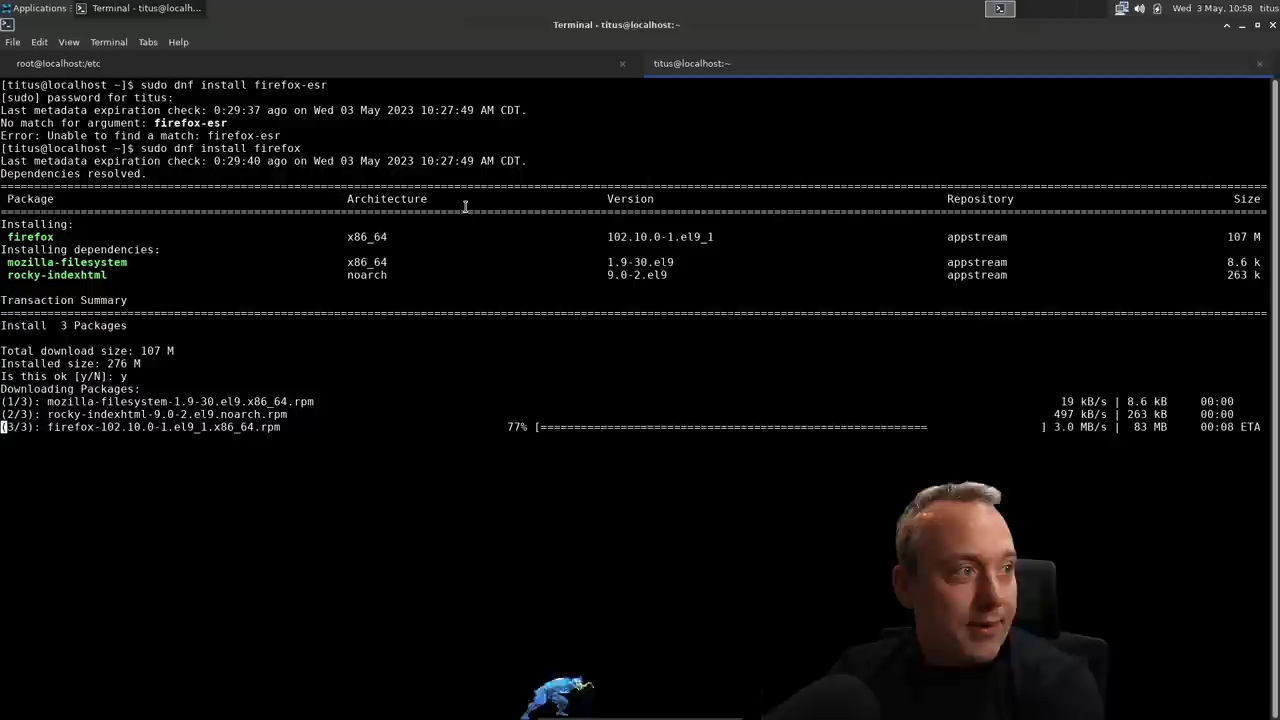 Applications
Terminal - titus@localh...
Wed 3 May, 10:58 titus
Terminal - titus@localhost:~
File Edit View Terminal Tabs Help
root@localhost:/etc
titus@localhost:~
[titus@localhost ~]$ sudo dnf install firefox-esr
[sudo] password for titus:
Last metadata expiration check: 0:29:37 ago on Wed 03 May 2023 10:27:49 AM CDT.
No match for argument: firefox-esr
Error: Unable to find a match: firefox-esr
[titus@localhost ~]$ sudo dnf install firefox
Last metadata expiration check: 0:29:40 ago on Wed 03 May 2023 10:27:49 AM CDT.
Dependencies resolved.
Package Architecture Version Repository Size
Installing:
firefox x86_64 102.10.0-1.el9_1 appstream 107 M
Installing dependencies:
mozilla-filesystem x86_64 1.9-30.el9 appstream 8.6 k
rocky-indexhtml noarch 9.0-2.el9 appstream 263 k
Transaction Summary
Install 3 Packages
Total download size: 107 M
Installed size: 276 M
Is this ok [y/N]: y
Downloading Packages:
(1/3): mozilla-filesystem-1.9-30.el9.x86_64.rpm 19 kB/s | 8.6 kB 00:00
(2/3): rocky-indexhtml-9.0-2.el9.noarch.rpm 497 kB/s | 263 kB 00:00
(3/3): firefox-102.10.0-1.el9_1.x86_64.rpm 77% [============================================== ] 3.0 MB/s | 83 MB 00:08 ETA